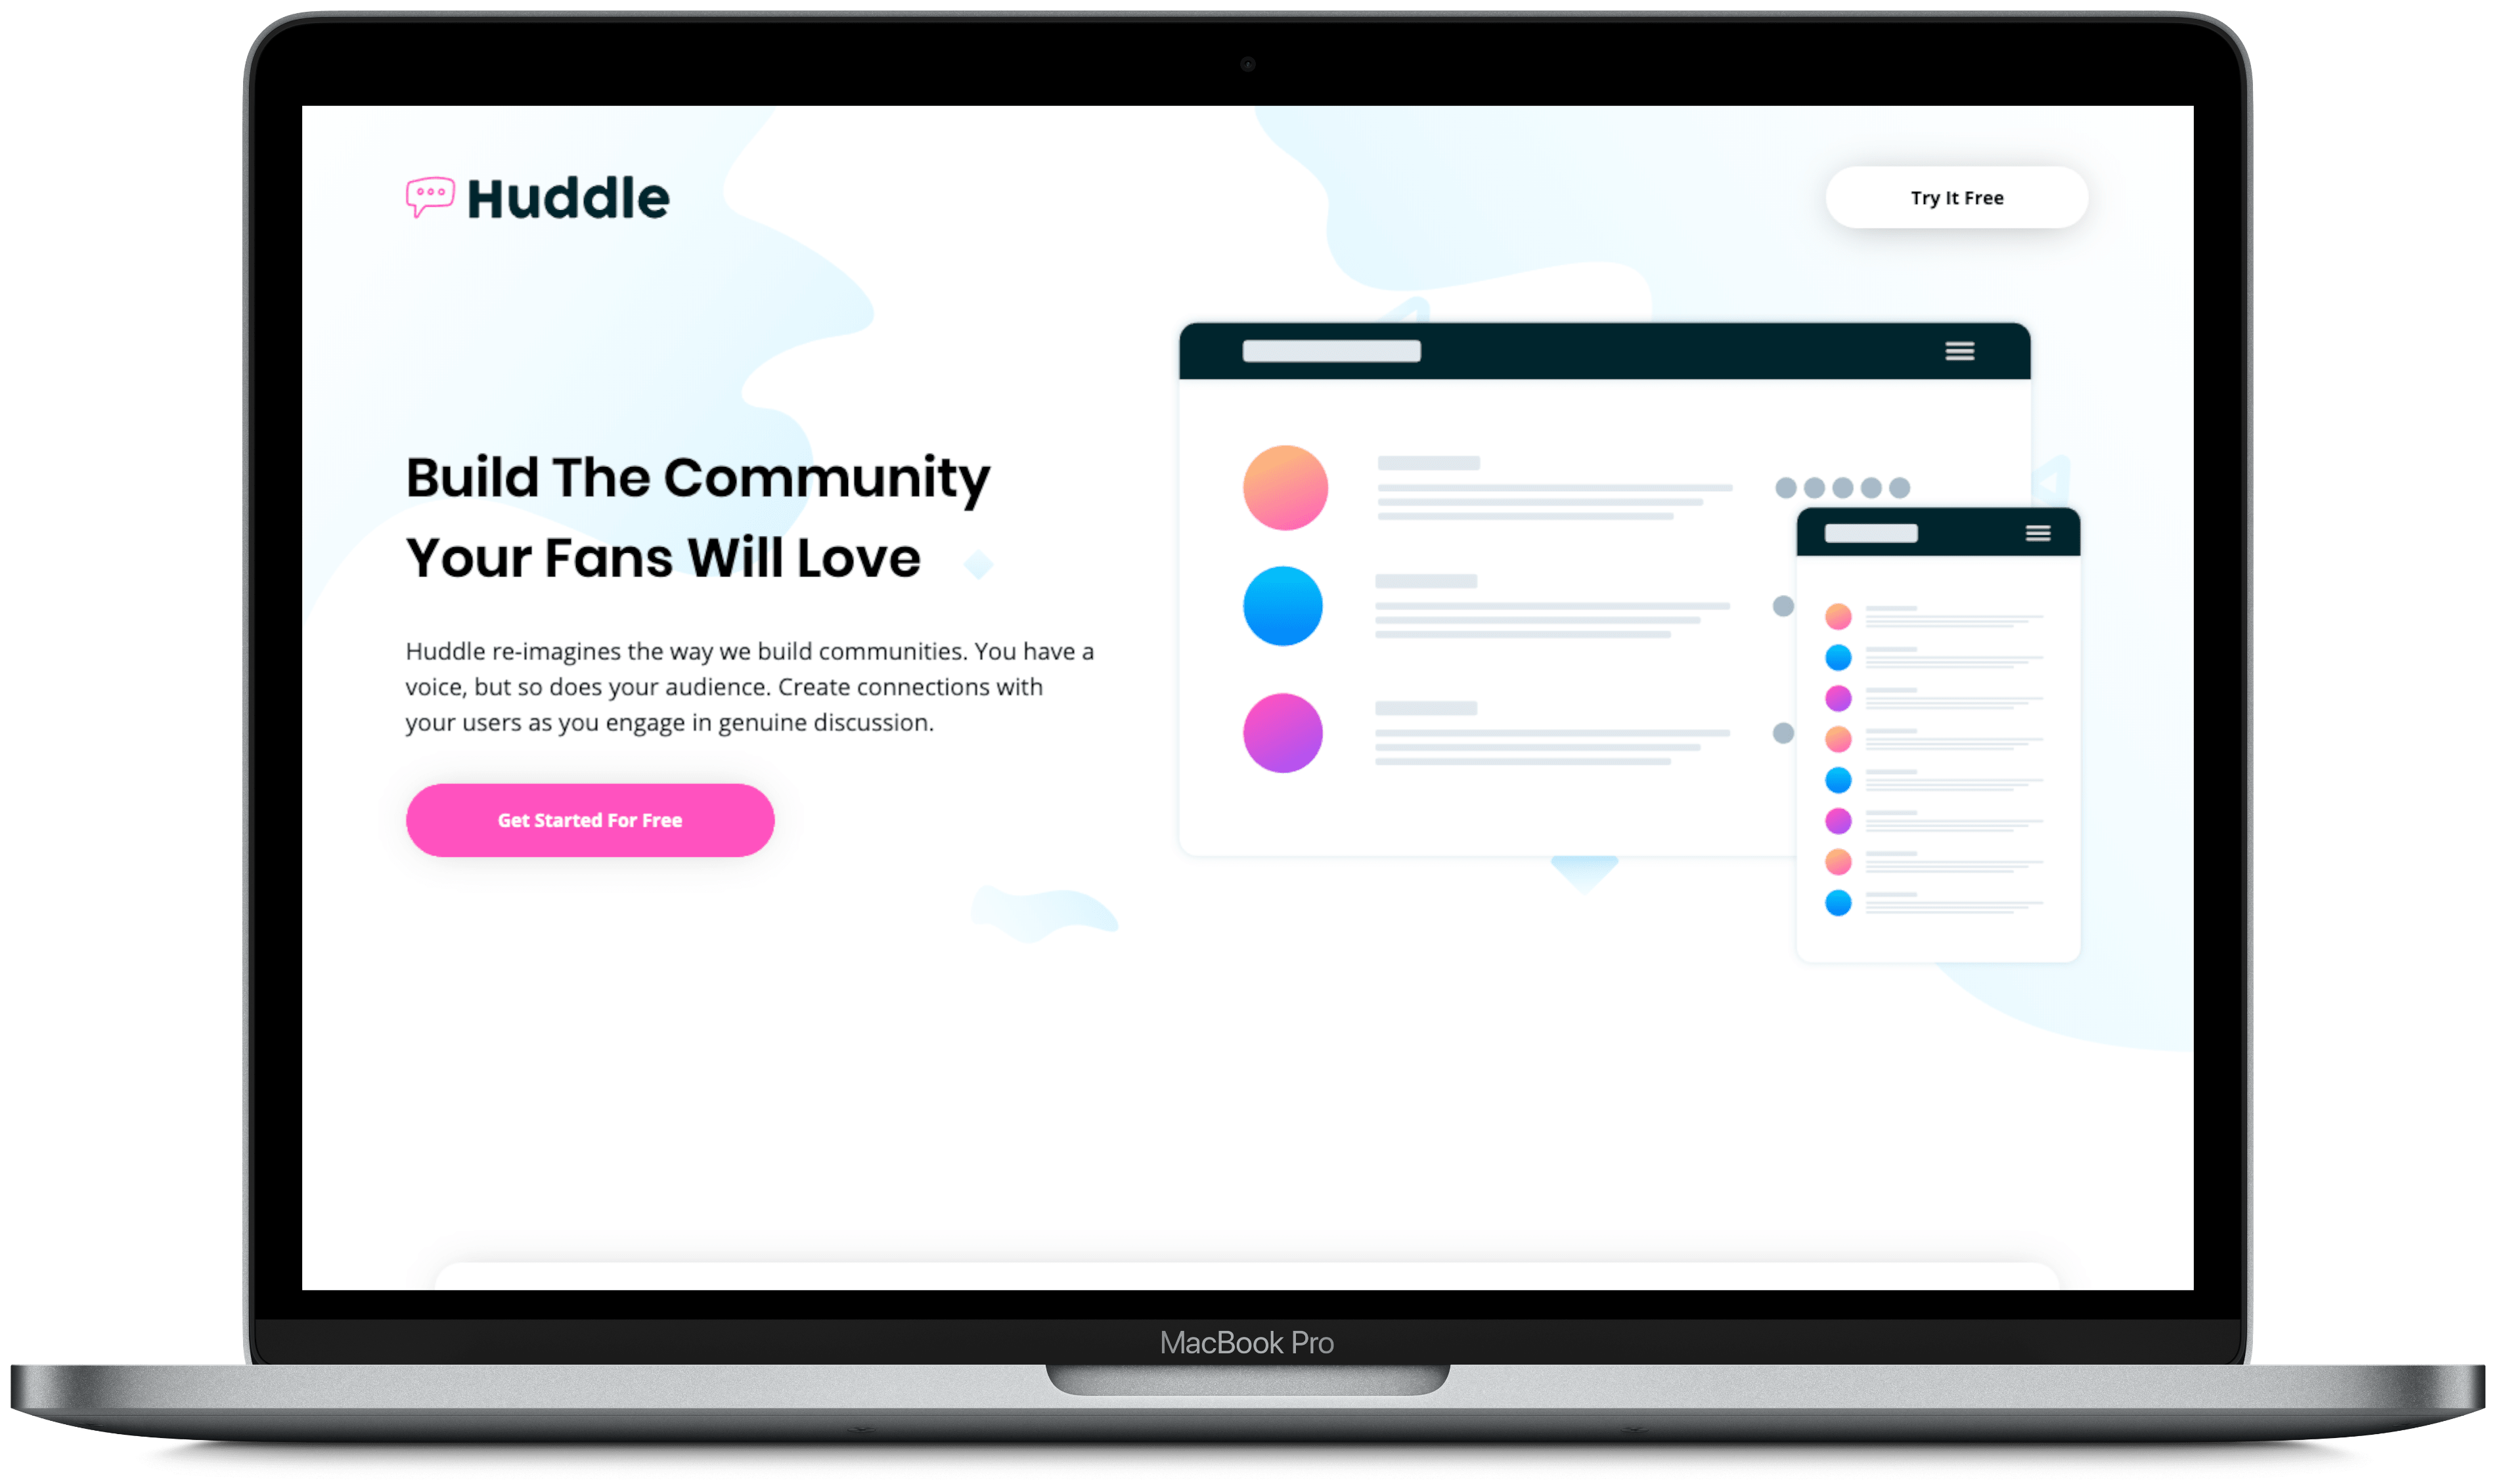 Huddle
Try It Free
Build The Community
Your Fans Will Love
Huddle re-imagines the way we build communities. You have a
voice, but so does your audience. Create connections with
your users as you engage in genuine discussion.
Get Started For Free
MacBook Pro